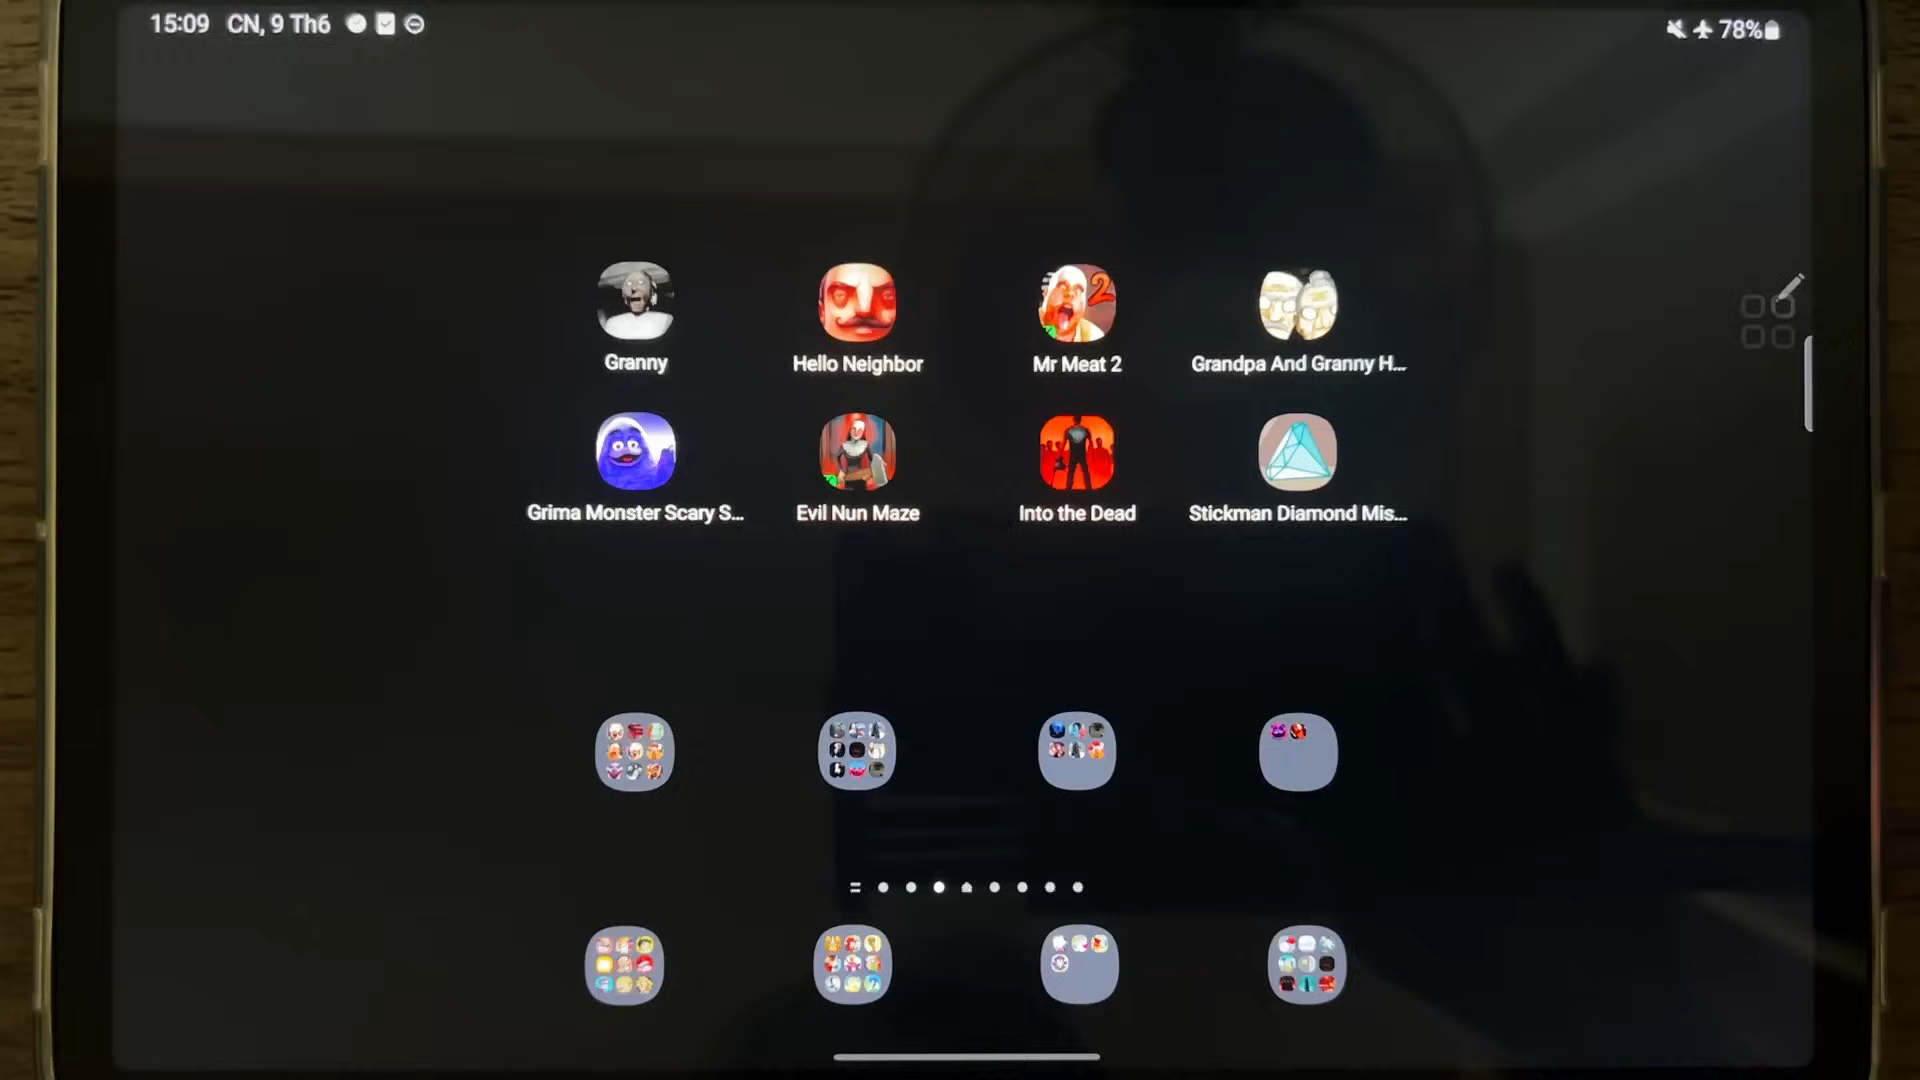 15:09 CN, 9 Th6
78%
Granny
Hello Neighbor
Mr Meat 2
Grandpa And Granny H...
Grima Monster Scary S...
Evil Nun Maze
Into the Dead
Stickman Diamond Mis...